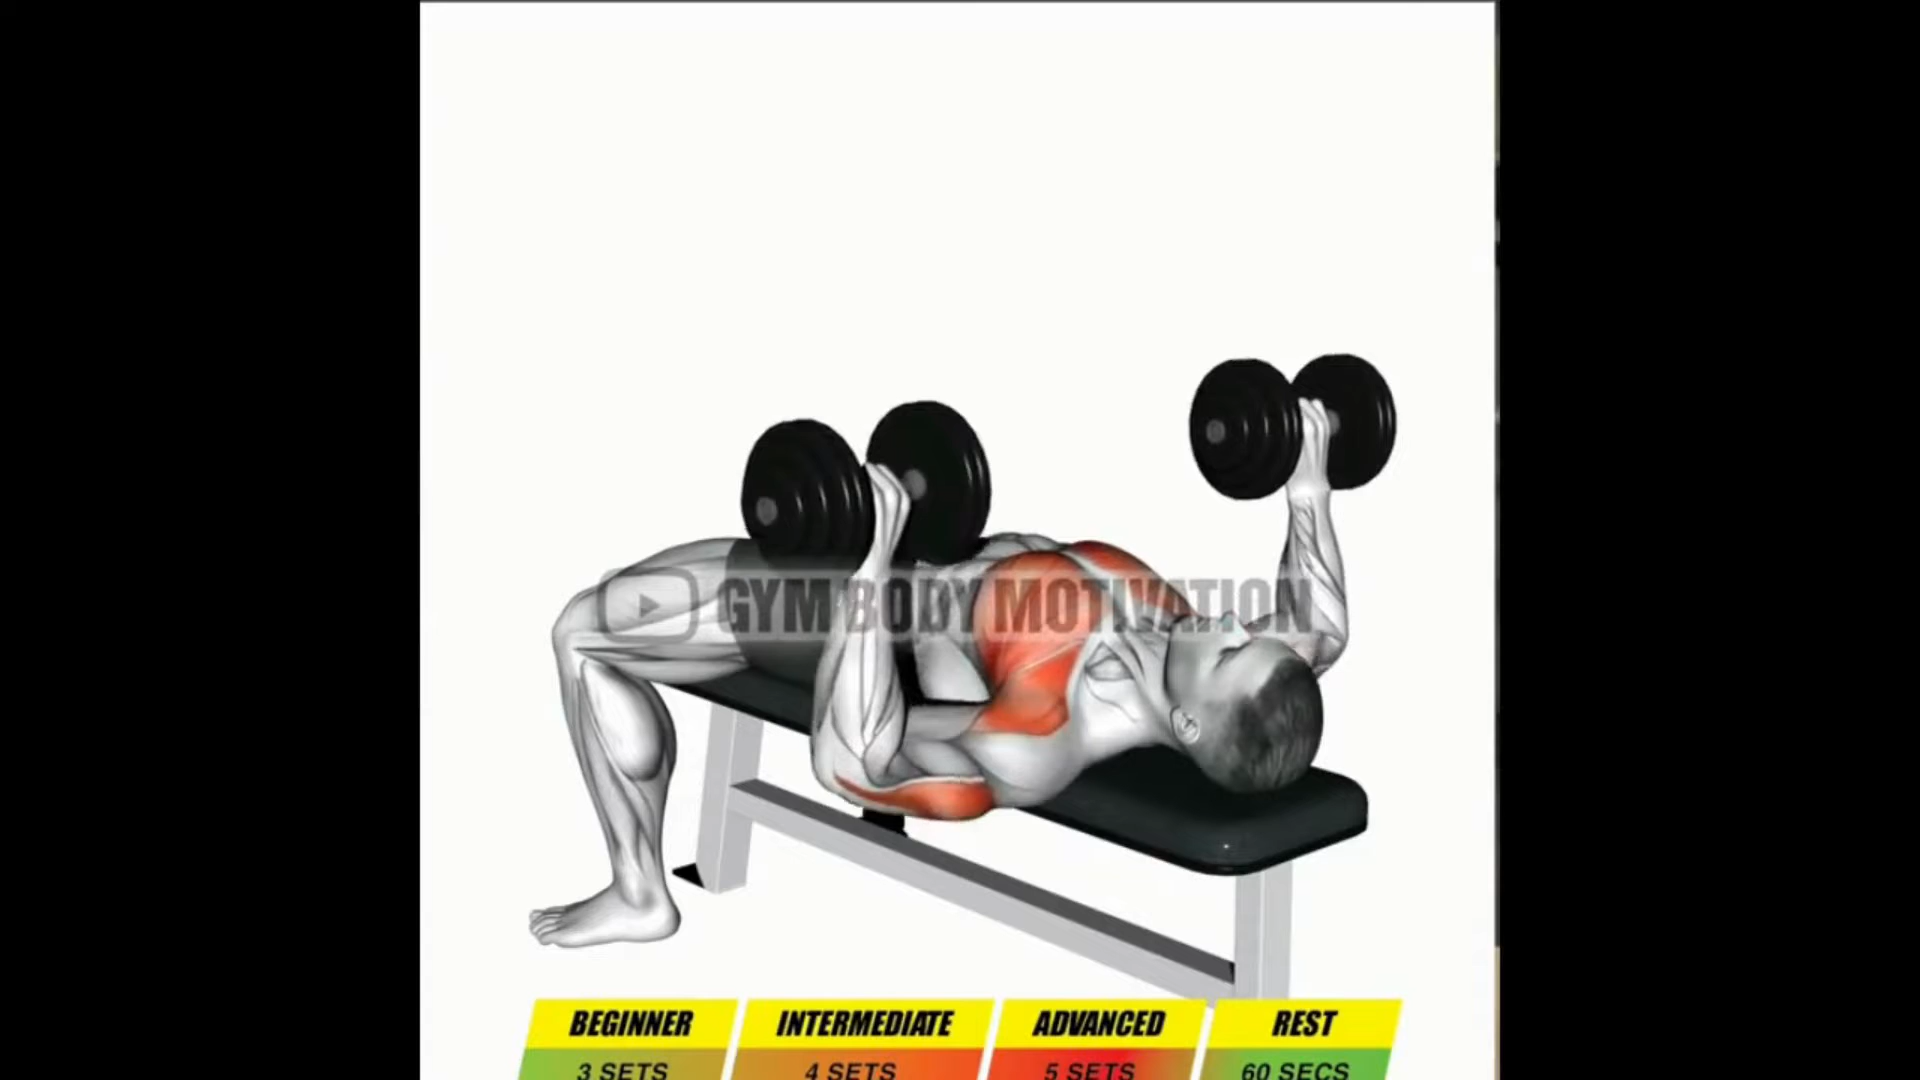 GYM BODY MOTIVATION
BEGINNER INTERMEDIATE ADVANCED REST
3 SETS 4 SETS 5 SETS 60 SECS